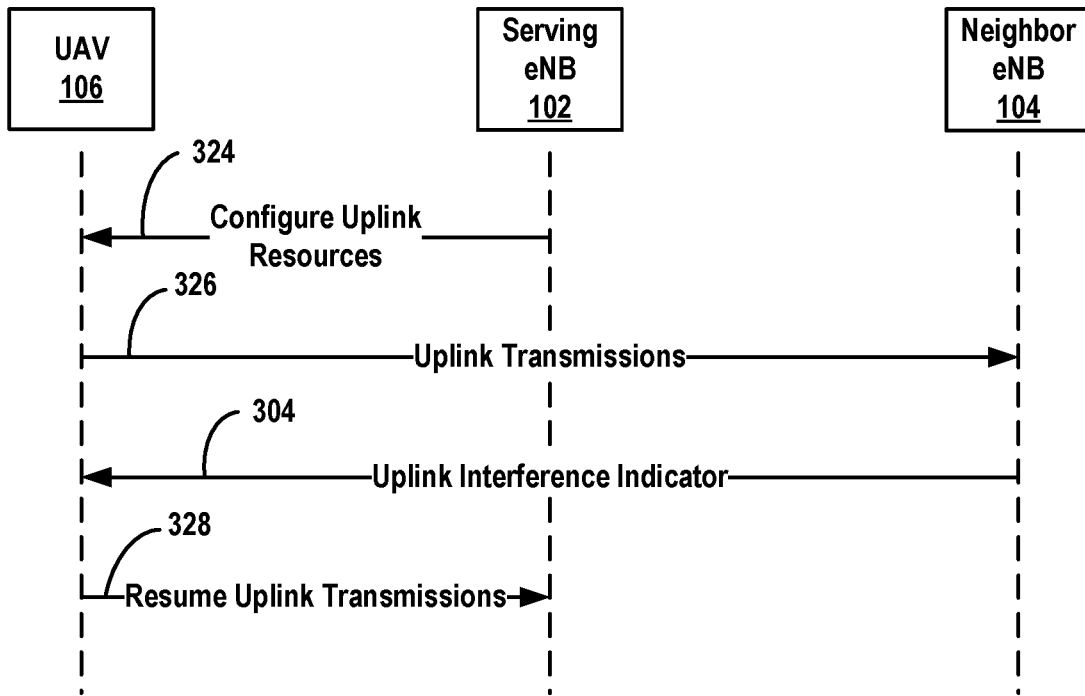 UAV
106
Serving
eNB
102
Neighbor
eNB
104
324
Configure Uplink
Resources
326
Uplink Transmissions
304
Uplink Interference Indicator
328
Resume Uplink Transmissions